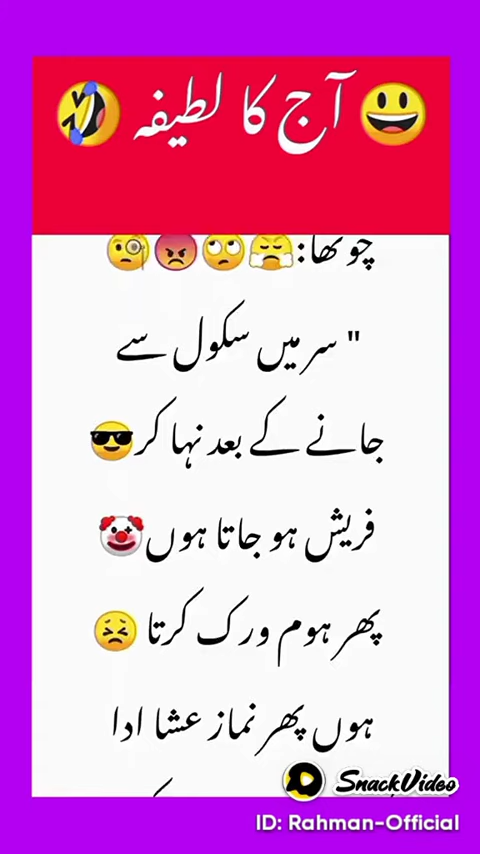 آج کا لطیفہ
چوتھا:
" سر میں سکول سے
جانے کے بعد نہا کر
فریش ہو جاتا ہوں
پھر ہوم ورک کرتا
ہوں پھر نماز عشا ادا
SnackVideo
ID: Rahman-Official